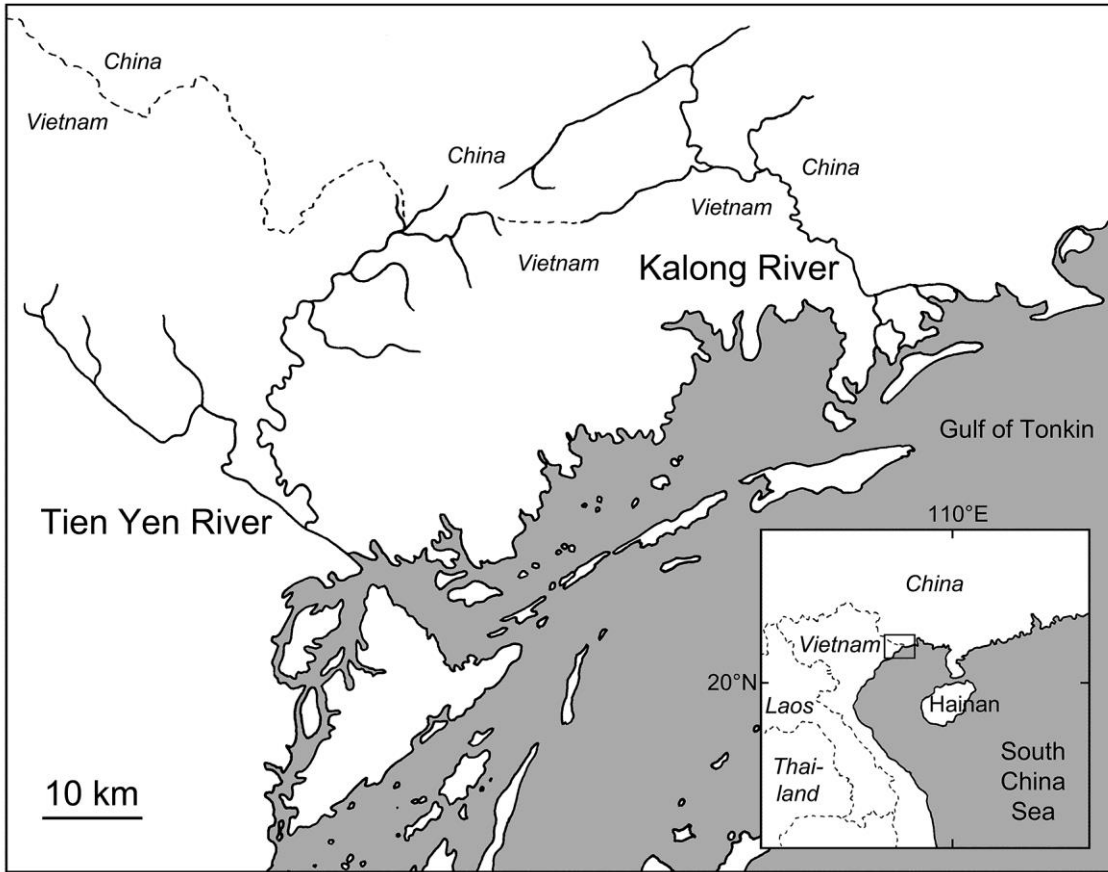 China
Vietnam
China
China
Vietnam
Vietnam
Kalong River
Gulf of Tonkin
Tien Yen River
10 km
110°E
China
Vietnam
20°N
Laos
Hainan
Thai-
land
South
China
Sea